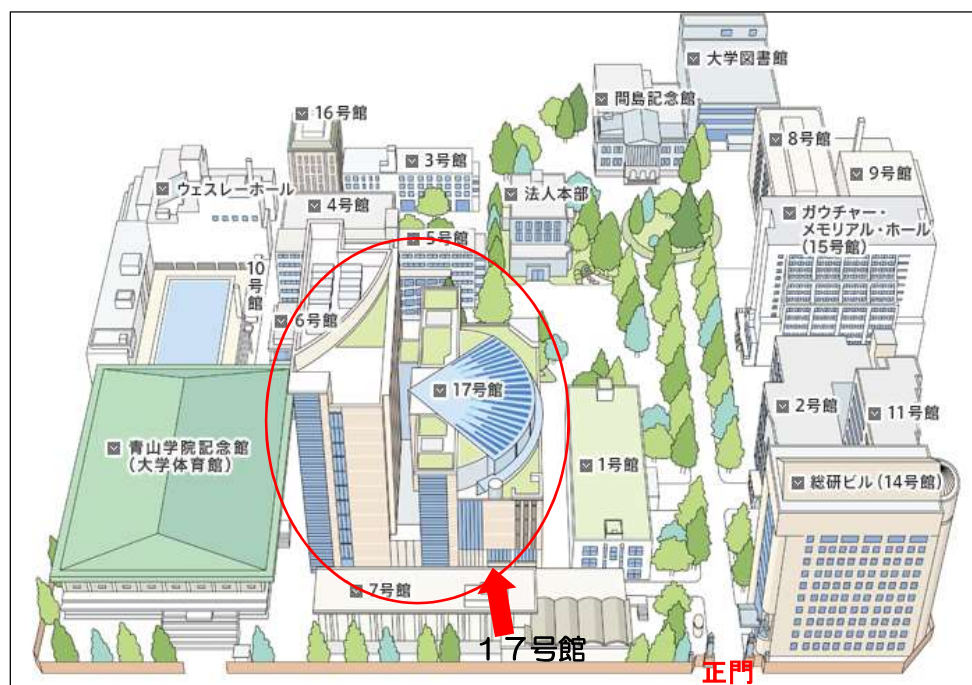 大学図書館
間島記念館
16号館
8号館
3号館
9号館
ウェスレーホール
法人本部
4号館
ガウチャー・
メモリアル・ホール
(15号館)
5号館
10号館
6号館
17号館
2号館
11号館
青山学院記念館
(大学体育館)
1号館
総研ビル(14号館)
7号館
17号館
正門